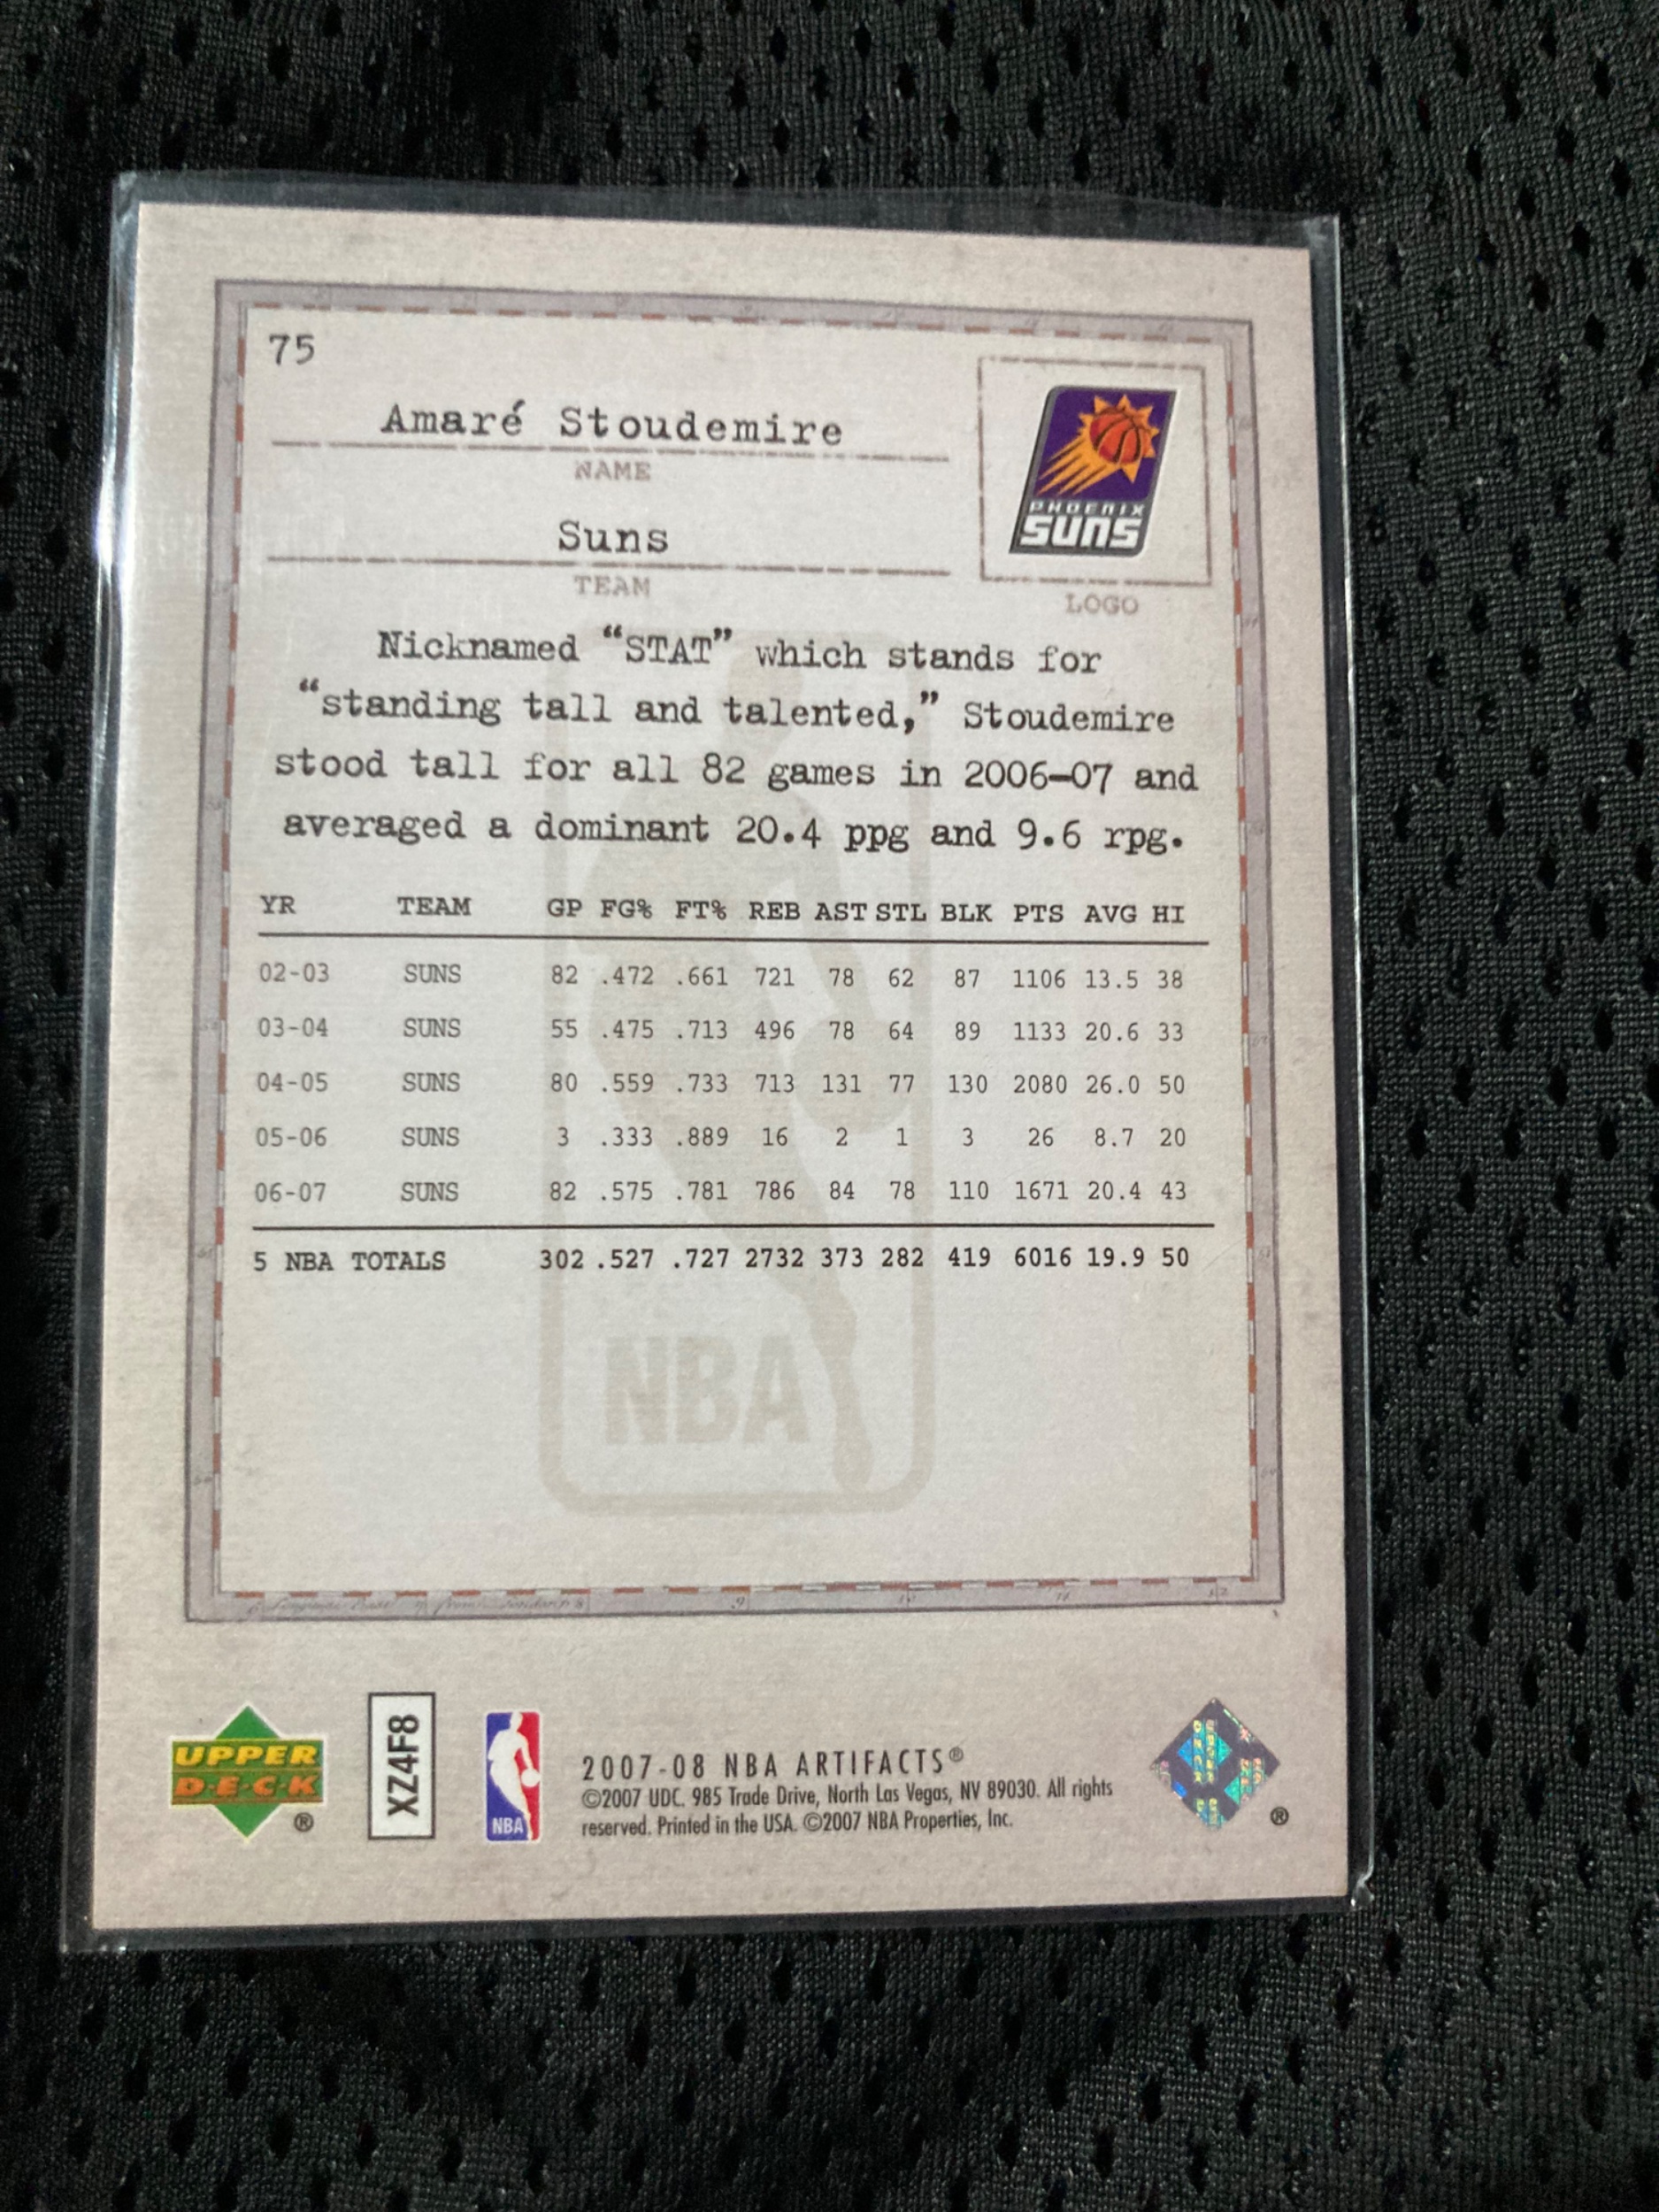 75
Amaré Stoudemire
NAME
Suns
TEAM
PHOENIX
SUNS
LOGO
Nicknamed “STAT” which stands for
“standing tall and talented,” Stoudemire
stood tall for all 82 games in 2006–07 and
averaged a dominant 20.4 ppg and 9.6 rpg.
YR TEAM GP FG% FT% REB AST STL BLK PTS AVG HI
02-03 SUNS 82 .472 .661 721 78 62 87 1106 13.5 38
03-04 SUNS 55 .475 .713 496 78 64 89 1133 20.6 33
04-05 SUNS 80 .559 .733 713 131 77 130 2080 26.0 50
05-06 SUNS 3 .333 .889 16 2 1 3 26 8.7 20
06-07 SUNS 82 .575 .781 786 84 78 110 1671 20.4 43
5 NBA TOTALS 302 .527 .727 2732 373 282 419 6016 19.9 50
NBA
UPPER
DECK
®
XZ4F8
NBA
2007-08 NBA ARTIFACTS®
©2007 UDC. 985 Trade Drive, North Las Vegas, NV 89030. All rights
reserved. Printed in the USA. ©2007 NBA Properties, Inc.
®